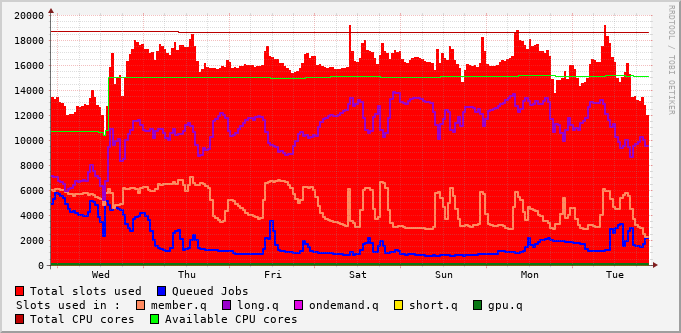 20000
18000
16000
14000
12000
10000
8000
6000
4000
2000
0
Wed Thu Fri Sat Sun Mon Tue
RRDTOOL / TOBI OETIKER
Total slots used Queued Jobs
Slots used in : member.q long.q ondemand.q short.q gpu.q
Total CPU cores Available CPU cores